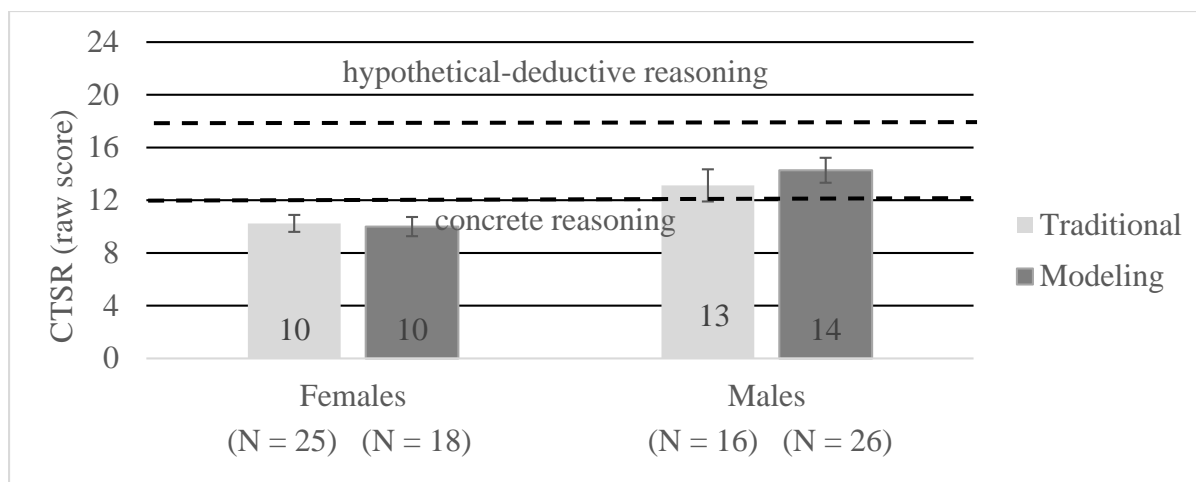 24
hypothetical-deductive reasoning
20
16
12
concrete reasoning
8
4
0
CTSR (raw score)
10
10
13
14
Traditional
Modeling
Females
Males
(N = 25) (N = 18)
(N = 16) (N = 26)